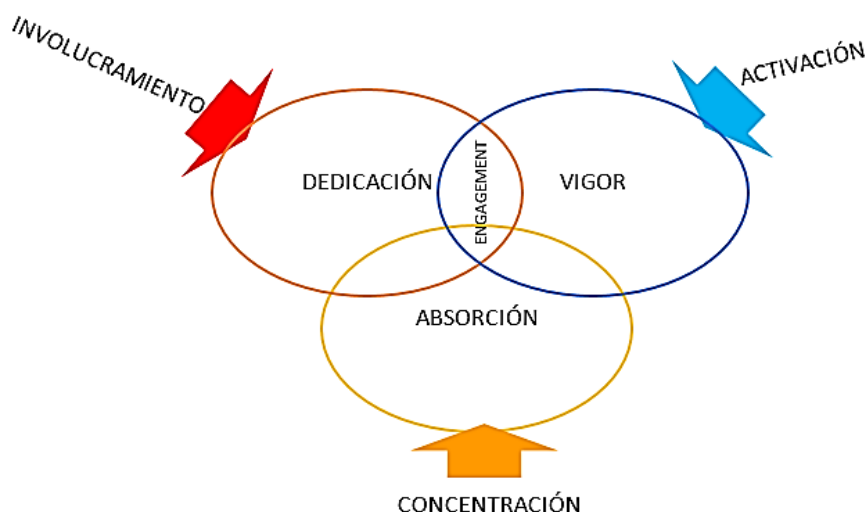 INVOLUCRAMIENTO
ACTIVACIÓN
DEDICACIÓN
ENGAGEMENT
VIGOR
ABSORCIÓN
CONCENTRACIÓN